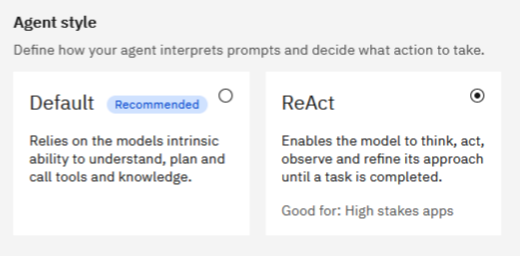 Agent style
Define how your agent interprets prompts and decide what action to take.
Default Recommended
Relies on the models intrinsic
ability to understand, plan and
call tools and knowledge.
ReAct
Enables the model to think, act,
observe and refine its approach
until a task is completed.
Good for: High stakes apps